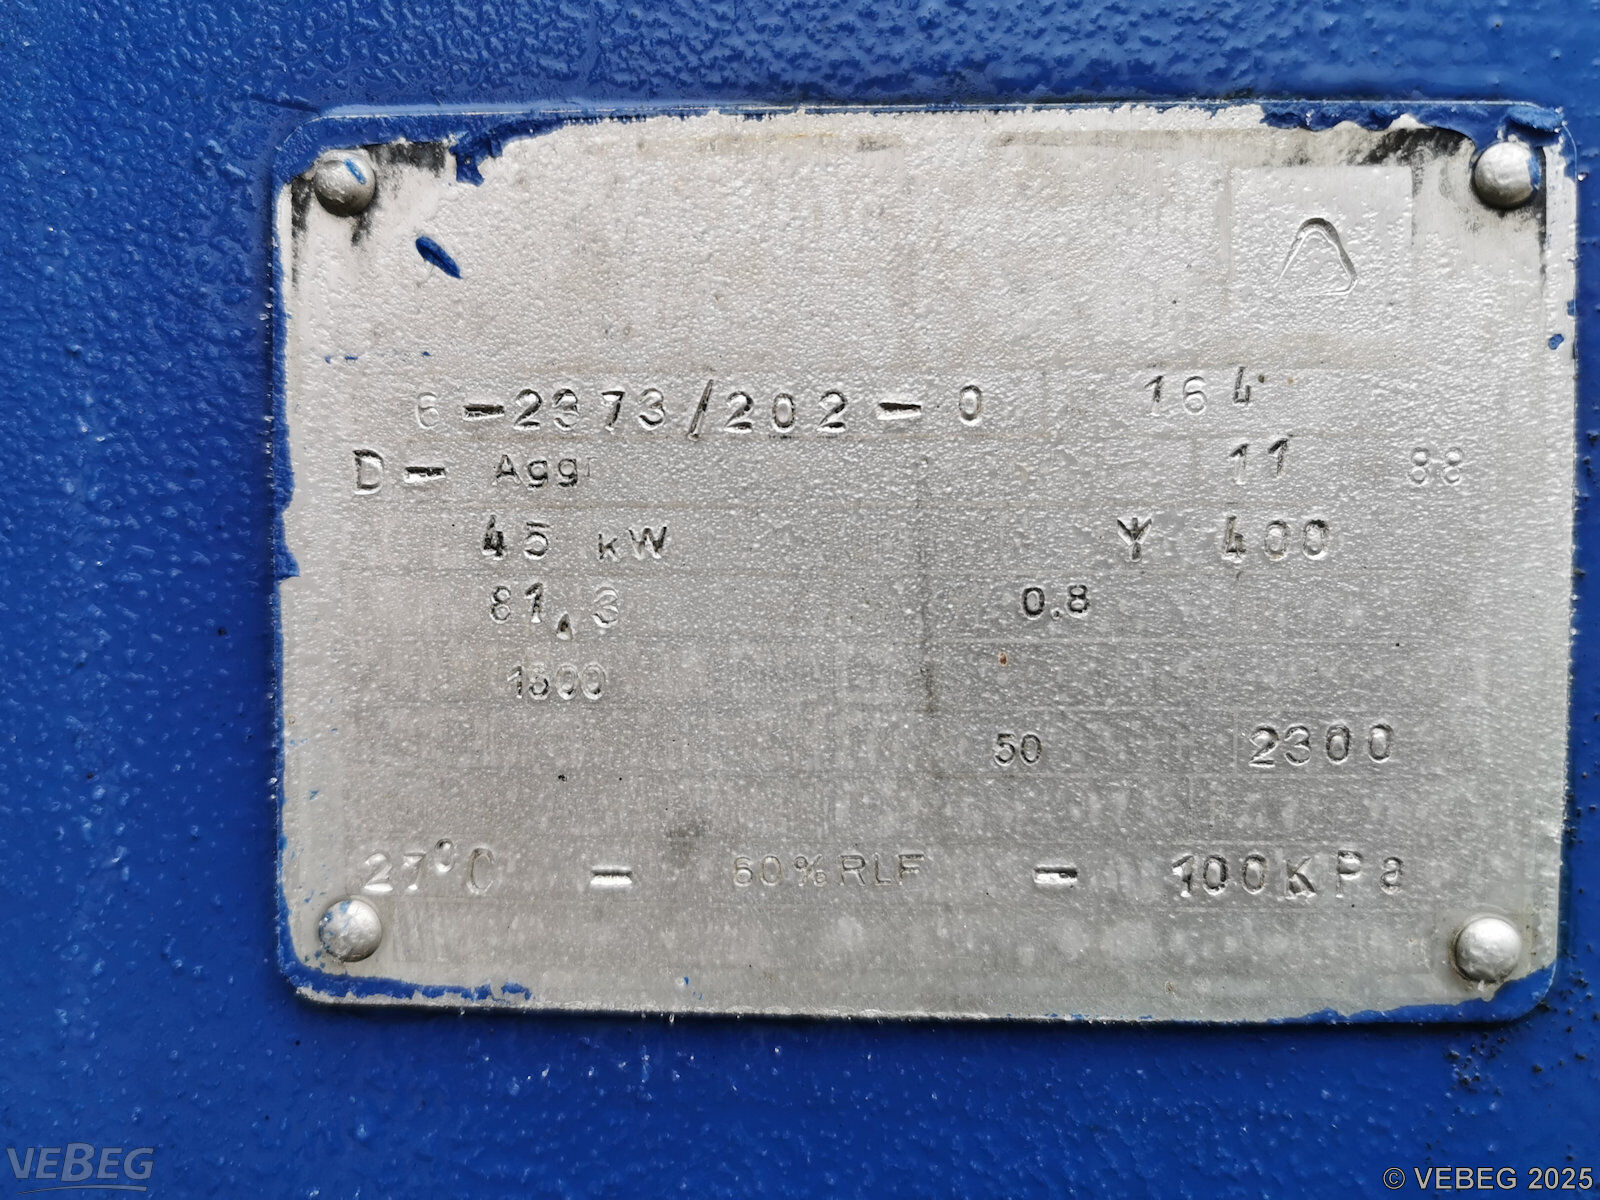 6-2373/202-0 164
D- Aggr 11 88
45 kW Y 400
81,3 0.8
1500
50 2300
27°C - 60%RLF - 100KPa
VEBEG
© VEBEG 2025